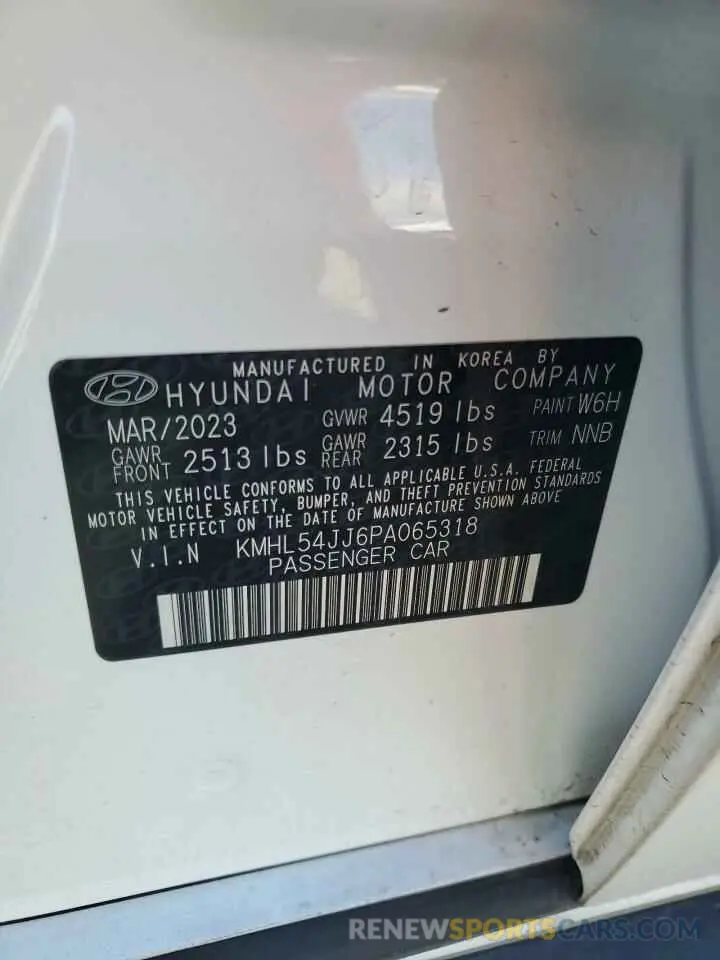 MANUFACTURED IN KOREA BY
HYUNDAI MOTOR COMPANY
MAR/2023 GVWR 4519 lbs PAINT W6H
GAWR FRONT 2513 lbs GAWR REAR 2315 lbs TRIM NNB
THIS VEHICLE CONFORMS TO ALL APPLICABLE U.S.A. FEDERAL
MOTOR VEHICLE SAFETY, BUMPER, AND THEFT PREVENTION STANDARDS
IN EFFECT ON THE DATE OF MANUFACTURE SHOWN ABOVE
V.I.N KMHL54JJ6PA065318
PASSENGER CAR
RENEWSPORTSCARS.COM